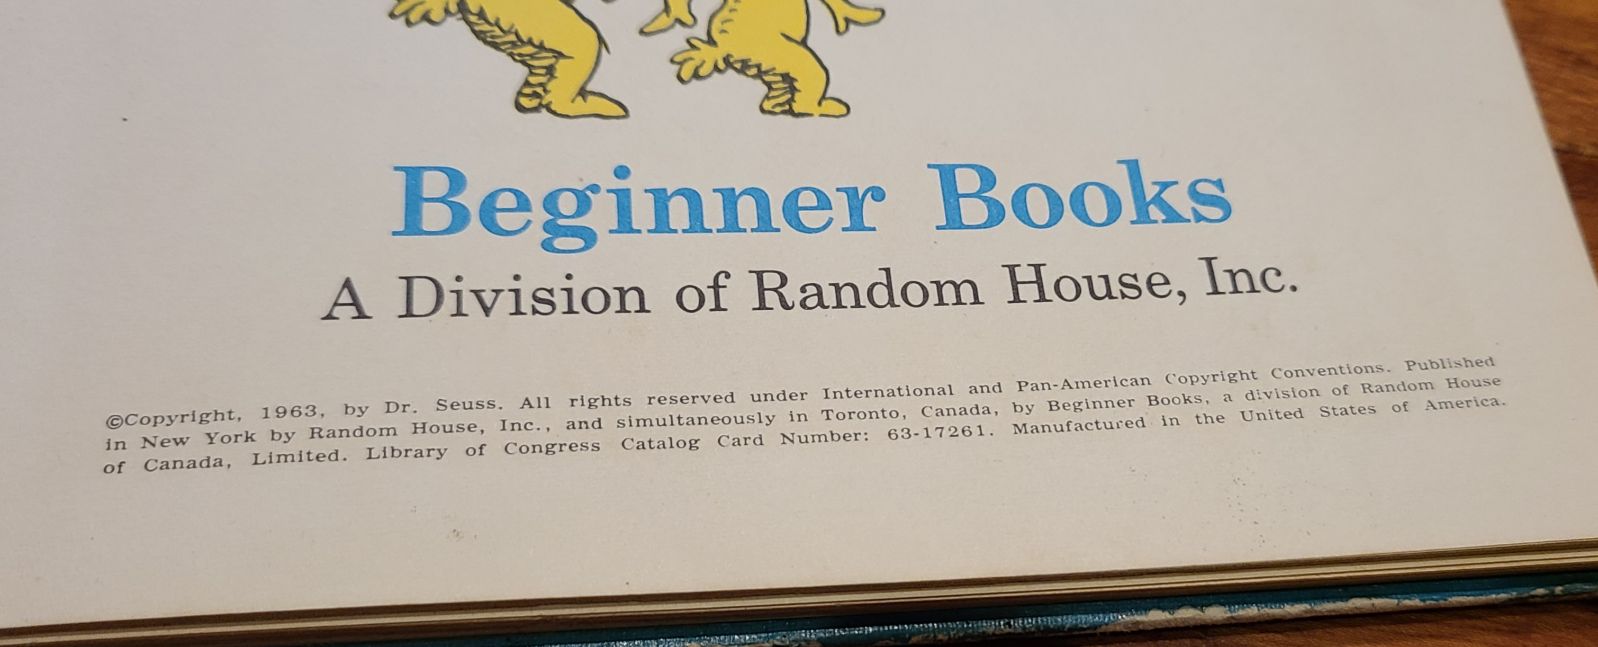 Beginner Books
A Division of Random House, Inc.
©Copyright, 1963, by Dr. Seuss. All rights reserved under International and Pan-American Copyright Conventions. Published
in New York by Random House, Inc., and simultaneously in Toronto, Canada, by Beginner Books, a division of Random House
of Canada, Limited. Library of Congress Catalog Card Number: 63-17261. Manufactured in the United States of America.